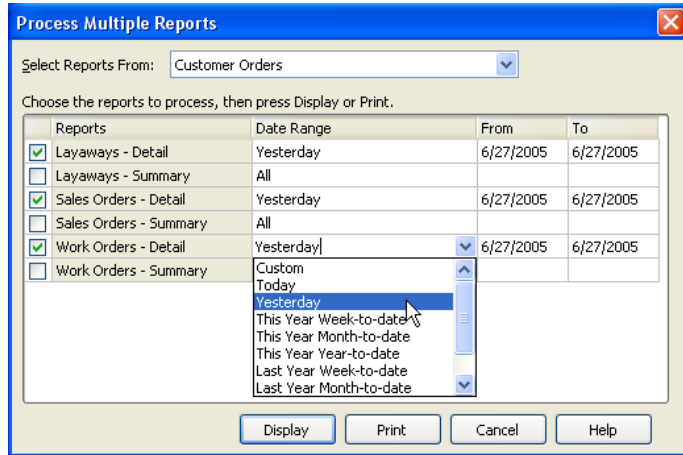 Process Multiple Reports
Select Reports From: Customer Orders
Choose the reports to process, then press Display or Print.
Reports Date Range From To
Layaways - Detail Yesterday 6/27/2005 6/27/2005
Layaways - Summary All
Sales Orders - Detail Yesterday 6/27/2005 6/27/2005
Sales Orders - Summary All
Work Orders - Detail Yesterday 6/27/2005 6/27/2005
Work Orders - Summary
Custom
Today
Yesterday
This Year Week-to-date
This Year Month-to-date
This Year Year-to-date
Last Year Week-to-date
Last Year Month-to-date
Display Print Cancel Help